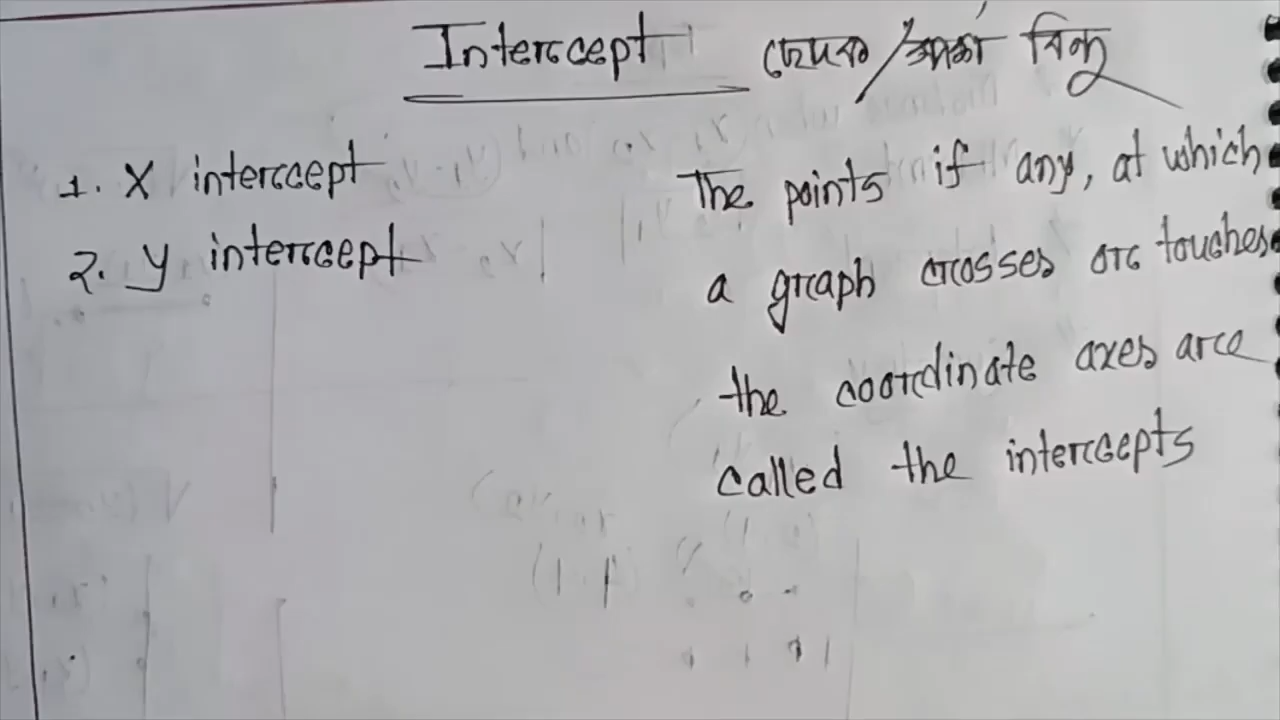 Intercept ছেদক / বিন্দু
1. X intercept
2. y intercept
The points if any, at which
a graph crosses or touches
the coordinate axes are
called the intercepts